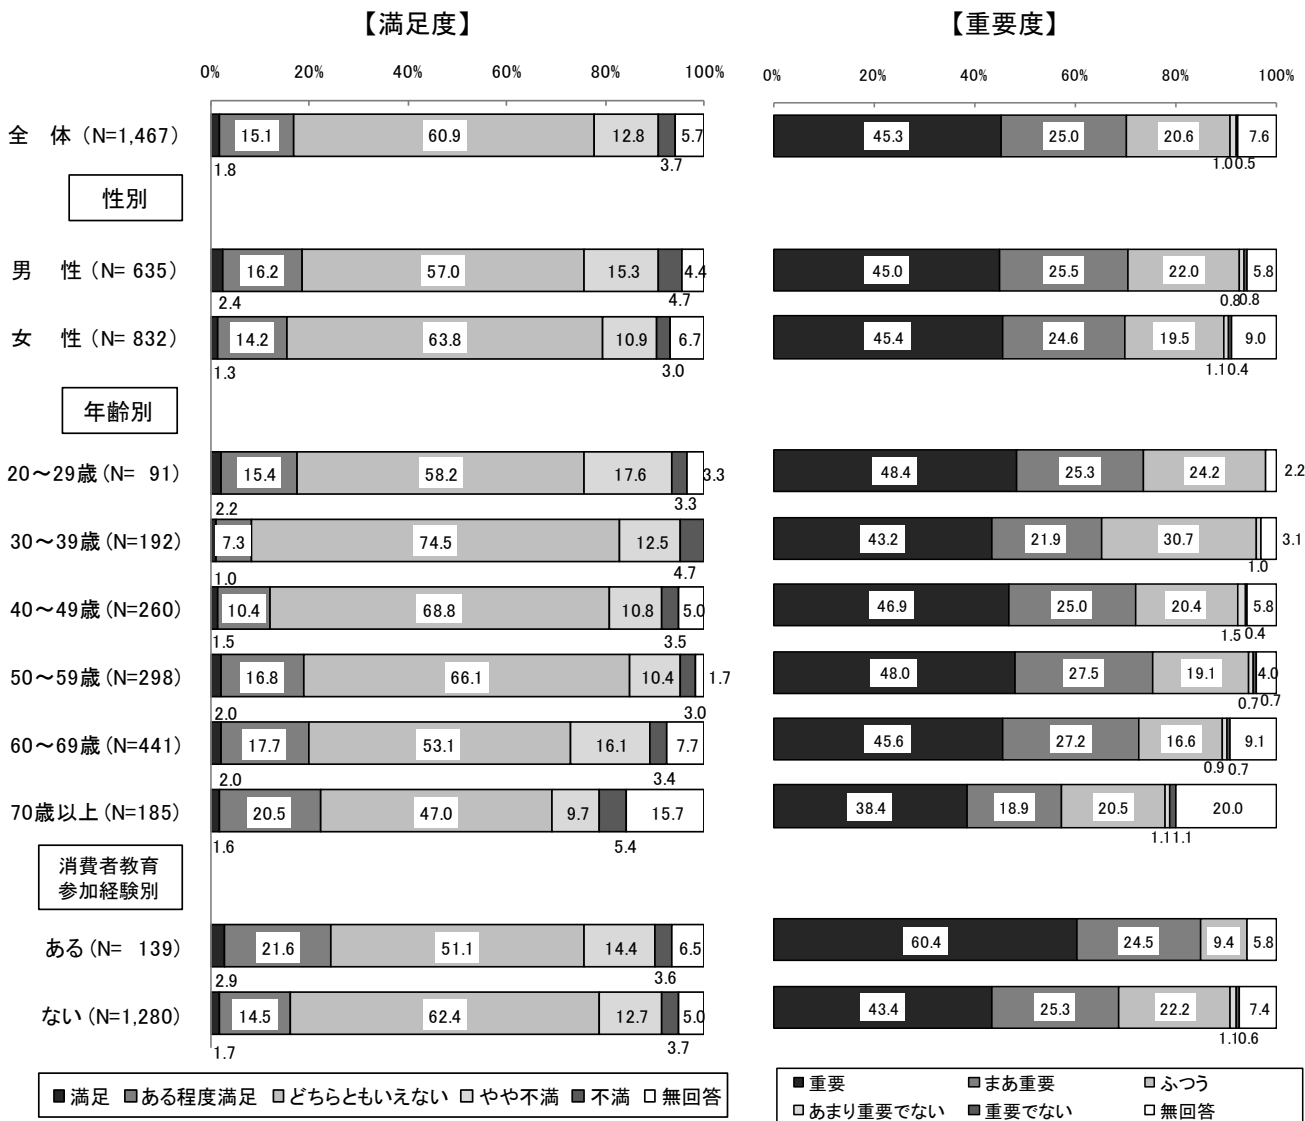 【満足度】 【重要度】
0% 20% 40% 60% 80% 100% 0% 20% 40% 60% 80% 100%
全 体 (N=1,467) 15.1 60.9 12.8 5.7 45.3 25.0 20.6 7.6
1.8 3.7 1.0 0.5
性別
男 性 (N= 635) 16.2 57.0 15.3 4.4 45.0 25.5 22.0 5.8
2.4 4.7 0.8 0.8
女 性 (N= 832) 14.2 63.8 10.9 6.7 45.4 24.6 19.5 9.0
1.3 3.0 1.1 0.4
年齢別
20～29歳 (N= 91) 15.4 58.2 17.6 3.3 48.4 25.3 24.2 2.2
2.2 3.3
30～39歳 (N=192) 7.3 74.5 12.5 43.2 21.9 30.7 3.1
1.0 4.7 1.0
40～49歳 (N=260) 10.4 68.8 10.8 5.0 46.9 25.0 20.4 5.8
1.5 3.5 1.5 0.4
50～59歳 (N=298) 16.8 66.1 10.4 1.7 48.0 27.5 19.1 4.0
2.0 3.0 0.7 0.7
60～69歳 (N=441) 17.7 53.1 16.1 7.7 45.6 27.2 16.6 9.1
2.0 3.4 0.9 0.7
70歳以上 (N=185) 20.5 47.0 9.7 15.7 38.4 18.9 20.5 20.0
1.6 5.4 1.1 1.1
消費者教育
参加経験別
ある (N= 139) 21.6 51.1 14.4 6.5 60.4 24.5 9.4 5.8
2.9 3.6
ない (N=1,280) 14.5 62.4 12.7 5.0 43.4 25.3 22.2 7.4
1.7 3.7 1.1 0.6
満足 ある程度満足 どちらともいえない やや不満 不満 無回答
重要 まあ重要 ふつう
あまり重要でない 重要でない 無回答